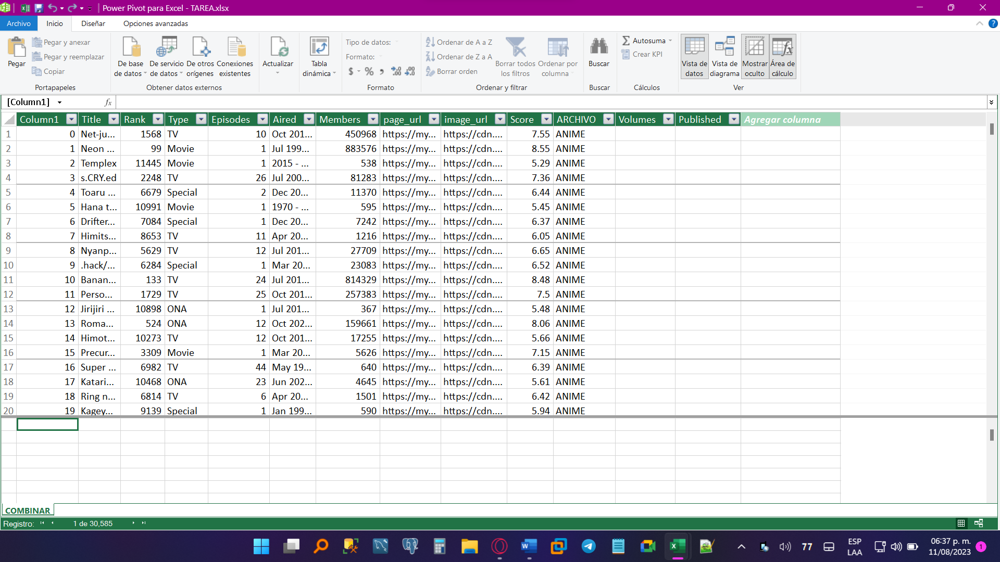 Power Pivot para Excel - TAREA.xlsx
Archivo Inicio Diseñar Opciones avanzadas
Pegar
Pegar y anexar
Pegar y reemplazar
Copiar
Portapapeles
De base de datos
De servicio de datos
De otros orígenes
Conexiones existentes
Obtener datos externos
Actualizar
Tabla dinámica
Tipo de datos:
Formato:
$ % ,
Formato
Ordenar de A a Z
Ordenar de Z a A
Borrar orden
Borrar todos los filtros
Ordenar por columna
Ordenar y filtrar
Buscar
Buscar
Autosuma
Crear KPI
Cálculos
Vista de datos
Vista de diagrama
Mostrar oculto
Área de cálculo
Ver
[Column1] fx
Column1 Title Rank Type Episodes Aired Members page_url image_url Score ARCHIVO Volumes Published Agregar columna
1 0 Net-ju... 1568 TV 10 Oct 201... 450968 https://my... https://cdn.... 7.55 ANIME
2 1 Neon ... 99 Movie 1 Jul 199... 883576 https://my... https://cdn.... 8.55 ANIME
3 2 Templex 11445 Movie 1 2015 - ... 538 https://my... https://cdn.... 5.29 ANIME
4 3 s.CRY.ed 2248 TV 26 Jul 200... 81283 https://my... https://cdn.... 7.36 ANIME
5 4 Toaru ... 6679 Special 2 Dec 20... 11370 https://my... https://cdn.... 6.44 ANIME
6 5 Hana t... 10991 Movie 1 1970 - ... 595 https://my... https://cdn.... 5.45 ANIME
7 6 Drifter... 7084 Special 1 Dec 20... 7242 https://my... https://cdn.... 6.37 ANIME
8 7 Himits... 8653 TV 11 Apr 20... 1216 https://my... https://cdn.... 6.05 ANIME
9 8 Nyanp... 5629 TV 12 Jul 201... 27709 https://my... https://cdn.... 6.65 ANIME
10 9 .hack/... 6284 Special 1 Mar 20... 23083 https://my... https://cdn.... 6.52 ANIME
11 10 Banan... 133 TV 24 Jul 201... 814329 https://my... https://cdn.... 8.48 ANIME
12 11 Perso... 1729 TV 25 Oct 201... 257383 https://my... https://cdn.... 7.5 ANIME
13 12 Jirijiri ... 10898 ONA 1 Jul 201... 367 https://my... https://cdn.... 5.48 ANIME
14 13 Roma... 524 ONA 12 Oct 202... 159661 https://my... https://cdn.... 8.06 ANIME
15 14 Himot... 10273 TV 12 Oct 201... 17255 https://my... https://cdn.... 5.66 ANIME
16 15 Precur... 3309 Movie 1 Mar 20... 5626 https://my... https://cdn.... 7.15 ANIME
17 16 Super ... 6982 TV 44 May 19... 640 https://my... https://cdn.... 6.39 ANIME
18 17 Katari... 10468 ONA 23 Jun 202... 4645 https://my... https://cdn.... 5.61 ANIME
19 18 Ring n... 6814 TV 6 Apr 20... 1501 https://my... https://cdn.... 6.42 ANIME
20 19 Kagey... 9139 Special 1 Jan 199... 590 https://my... https://cdn.... 5.94 ANIME
COMBINAR
Registro: 1 de 30,585
77
ESP
LAA
06:37 p. m.
11/08/2023
1